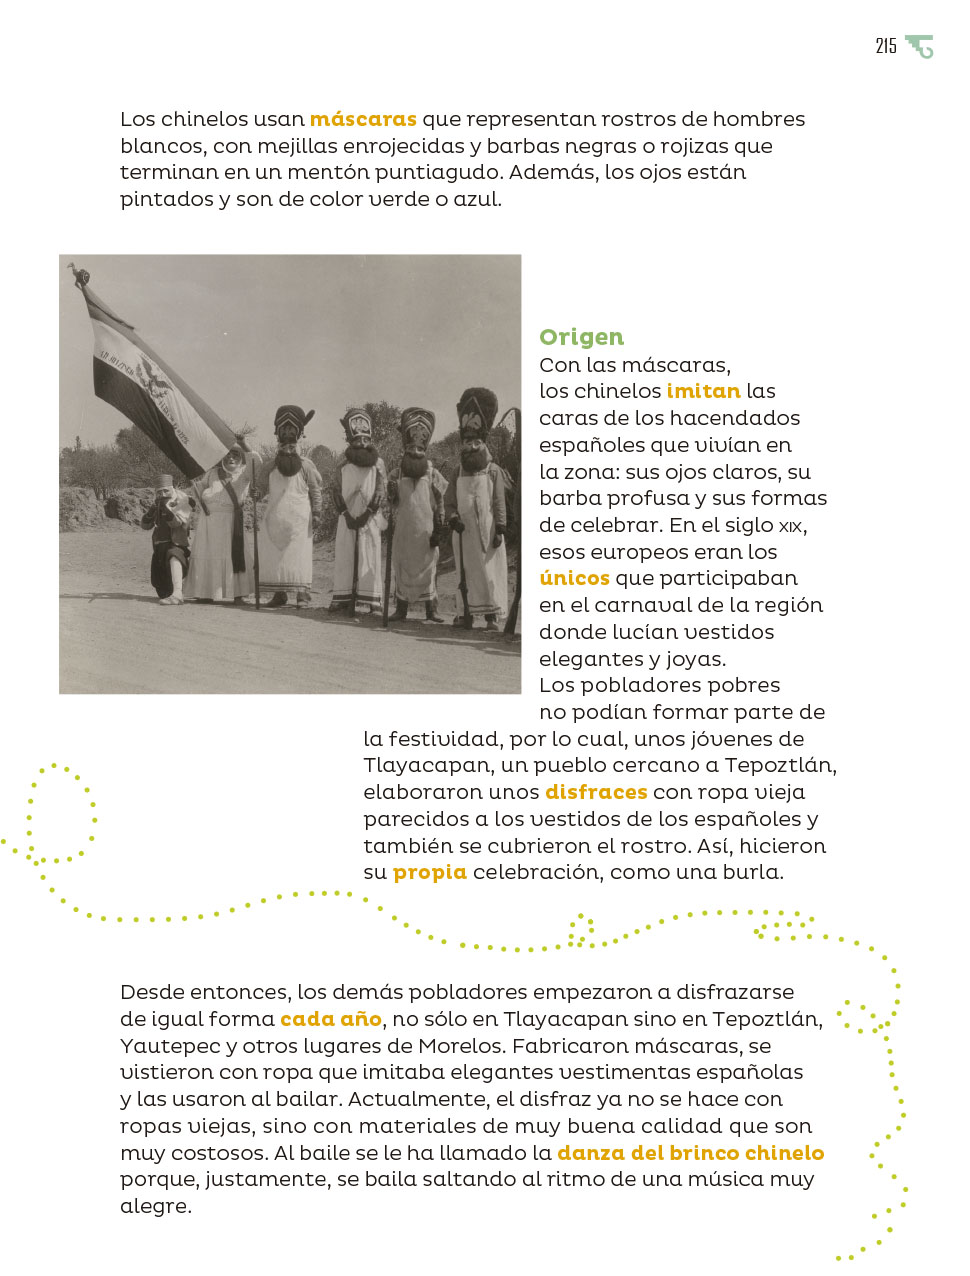 215
Los chinelos usan máscaras que representan rostros de hombres
blancos, con mejillas enrojecidas y barbas negras o rojizas que
terminan en un mentón puntiagudo. Además, los ojos están
pintados y son de color verde o azul.
Origen
Con las máscaras,
los chinelos imitan las
caras de los hacendados
españoles que vivían en
la zona: sus ojos claros, su
barba profusa y sus formas
de celebrar. En el siglo XIX,
esos europeos eran los
únicos que participaban
en el carnaval de la región
donde lucían vestidos
elegantes y joyas.
Los pobladores pobres
no podían formar parte de
la festividad, por lo cual, unos jóvenes de
Tlayacapan, un pueblo cercano a Tepoztlán,
elaboraron unos disfraces con ropa vieja
parecidos a los vestidos de los españoles y
también se cubrieron el rostro. Así, hicieron
su propia celebración, como una burla.
Desde entonces, los demás pobladores empezaron a disfrazarse
de igual forma cada año, no sólo en Tlayacapan sino en Tepoztlán,
Yautepec y otros lugares de Morelos. Fabricaron máscaras, se
vistieron con ropa que imitaba elegantes vestimentas españolas
y las usaron al bailar. Actualmente, el disfraz ya no se hace con
ropas viejas, sino con materiales de muy buena calidad que son
muy costosos. Al baile se le ha llamado la danza del brinco chinelo
porque, justamente, se baila saltando al ritmo de una música muy
alegre.